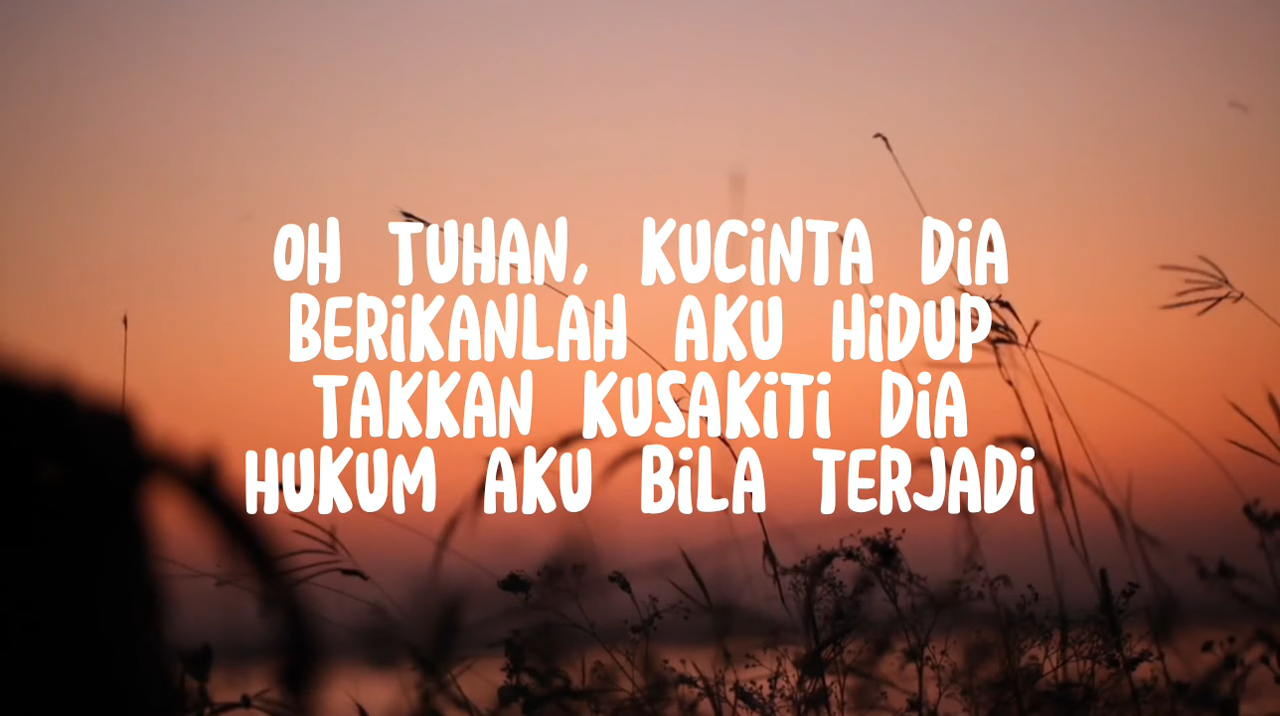 OH TUHAN, KUCINTA DIA
BERIKANLAH AKU HIDUP
TAKKAN KUSAKITI DIA
HUKUM AKU BILA TERJADI